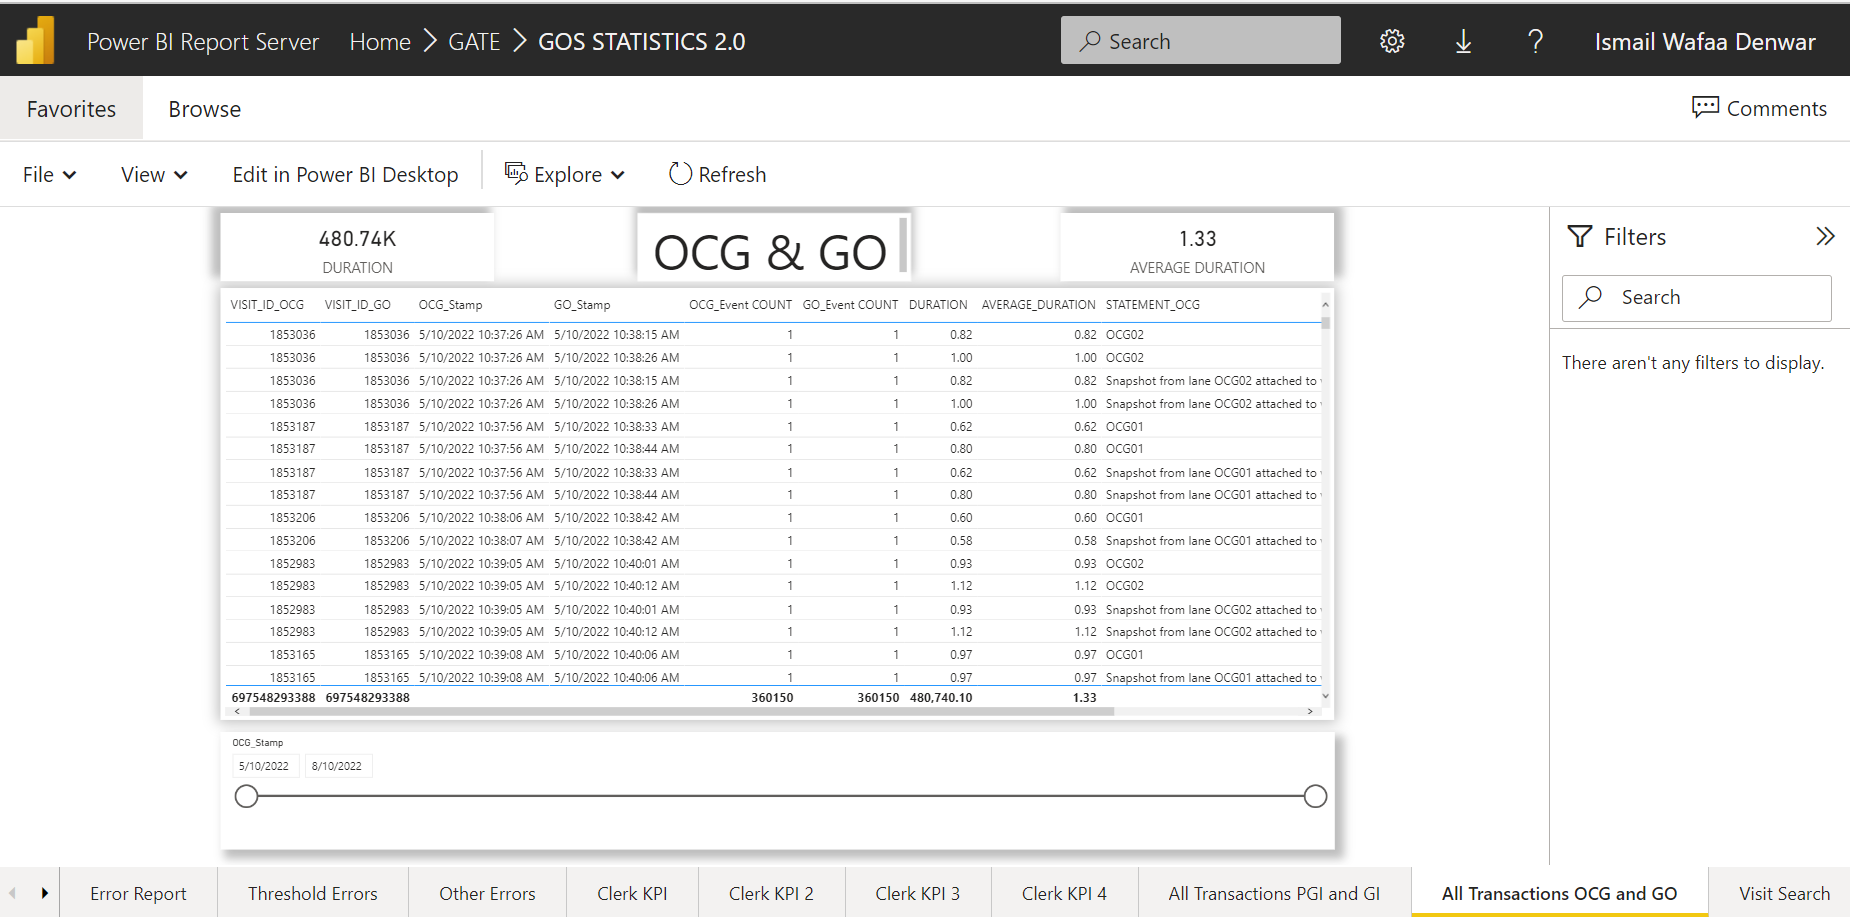 Power BI Report Server Home GATE GOS STATISTICS 2.0 Search ? Ismail Wafaa Denwar
Favorites Browse Comments
File View Edit in Power BI Desktop Explore Refresh
480.74K
DURATION
OCG & GO
1.33
AVERAGE DURATION
VISIT_ID_OCG VISIT_ID_GO OCG_Stamp GO_Stamp OCG_Event COUNT GO_Event COUNT DURATION AVERAGE_DURATION STATEMENT_OCG
1853036 1853036 5/10/2022 10:37:26 AM 5/10/2022 10:38:15 AM 1 1 0.82 0.82 OCG02
1853036 1853036 5/10/2022 10:37:26 AM 5/10/2022 10:38:26 AM 1 1 1.00 1.00 OCG02
1853036 1853036 5/10/2022 10:37:26 AM 5/10/2022 10:38:15 AM 1 1 0.82 0.82 Snapshot from lane OCG02 attached to
1853036 1853036 5/10/2022 10:37:26 AM 5/10/2022 10:38:26 AM 1 1 1.00 1.00 Snapshot from lane OCG02 attached to
1853187 1853187 5/10/2022 10:37:56 AM 5/10/2022 10:38:33 AM 1 1 0.62 0.62 OCG01
1853187 1853187 5/10/2022 10:37:56 AM 5/10/2022 10:38:44 AM 1 1 0.80 0.80 OCG01
1853187 1853187 5/10/2022 10:37:56 AM 5/10/2022 10:38:33 AM 1 1 0.62 0.62 Snapshot from lane OCG01 attached to
1853187 1853187 5/10/2022 10:37:56 AM 5/10/2022 10:38:44 AM 1 1 0.80 0.80 Snapshot from lane OCG01 attached to
1853206 1853206 5/10/2022 10:38:06 AM 5/10/2022 10:38:42 AM 1 1 0.60 0.60 OCG01
1853206 1853206 5/10/2022 10:38:07 AM 5/10/2022 10:38:42 AM 1 1 0.58 0.58 Snapshot from lane OCG01 attached to
1852983 1852983 5/10/2022 10:39:05 AM 5/10/2022 10:40:01 AM 1 1 0.93 0.93 OCG02
1852983 1852983 5/10/2022 10:39:05 AM 5/10/2022 10:40:12 AM 1 1 1.12 1.12 OCG02
1852983 1852983 5/10/2022 10:39:05 AM 5/10/2022 10:40:01 AM 1 1 0.93 0.93 Snapshot from lane OCG02 attached to
1852983 1852983 5/10/2022 10:39:05 AM 5/10/2022 10:40:12 AM 1 1 1.12 1.12 Snapshot from lane OCG02 attached to
1853165 1853165 5/10/2022 10:39:08 AM 5/10/2022 10:40:06 AM 1 1 0.97 0.97 OCG01
1853165 1853165 5/10/2022 10:39:08 AM 5/10/2022 10:40:06 AM 1 1 0.97 0.97 Snapshot from lane OCG01 attached to
697548293388 697548293388 360150 360150 480,740.10 1.33
OCG_Stamp
5/10/2022 8/10/2022
Filters
Search
There aren't any filters to display.
Error Report Threshold Errors Other Errors Clerk KPI Clerk KPI 2 Clerk KPI 3 Clerk KPI 4 All Transactions PGI and GI All Transactions OCG and GO Visit Search